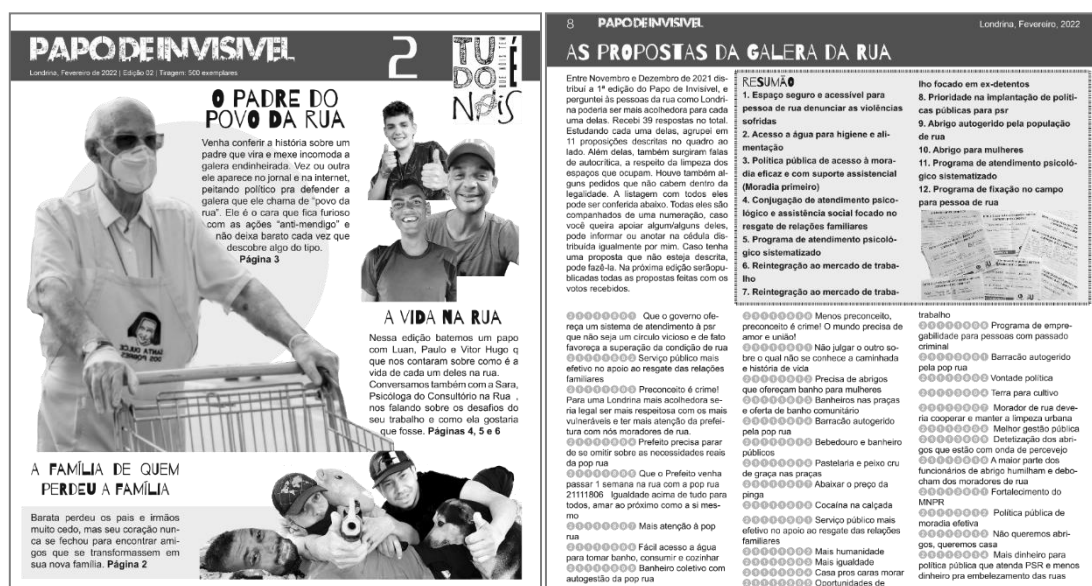 PAPO DE INVISIVEL
2
TUDO NÓIS
É
QUE NÓIS TEM
Londrina, Fevereiro de 2022 | Edição 02 | Tiragem: 500 exemplares
O PADRE DO
POVO DA RUA
Venha conferir a história sobre um
padre que vira e mexe incomoda a
galera endinheirada. Vez ou outra
ele aparece no jornal e na internet,
peitando político pra defender a
galera que ele chama de "povo da
rua". Ele é o cara que fica furioso
com as ações "anti-mendigo" e
não deixa barato cada vez que
descobre algo do tipo.
Página 3
SANTA DULCE
DOS POBRES
A VIDA NA RUA
Nessa edição batemos um papo
com Luan, Paulo e Vitor Hugo q
que nos contaram sobre como é a
vida de cada um deles na rua.
Conversamos também com a Sara,
Psicóloga do Consultório na Rua ,
nos falando sobre os desafios do
seu trabalho e como ela gostaria
que fosse. Páginas 4, 5 e 6
A FAMÍLIA DE QUEM
PERDEU A FAMÍLIA
Barata perdeu os pais e irmãos
muito cedo, mas seu coração nun-
ca se fechou para encontrar ami-
gos que se transformassem em
sua nova família. Página 2
8 PAPO DE INVISIVEL Londrina, Fevereiro, 2022
AS PROPOSTAS DA GALERA DA RUA
Entre Novembro e Dezembro de 2021 dis-
tribui a 1ª edição do Papo de Invisível, e
perguntei às pessoas da rua como Londri-
na poderia ser mais acolhedora para cada
uma delas. Recebi 39 respostas no total.
Estudando cada uma delas, agrupei em
11 proposições descritas no quadro ao
lado. Além delas, também surgiram falas
de autocrítica, a respeito da limpeza dos
espaços que ocupam. Houve também al-
guns pedidos que não cabem dentro da
legalidade. A listagem com todos eles
pode ser conferida abaixo. Todas eles são
companhados de uma numeração, caso
você queira apoiar algum/alguns deles,
pode informar ou anotar na cédula dis-
tribuída igualmente por mim. Caso tenha
uma proposta que não esteja descrita,
pode fazê-la. Na próxima edição serãopu-
blicadas todas as propostas feitas com os
votos recebidos.
RESUMÃO
1. Espaço seguro e acessível para
pessoa de rua denunciar as violências
sofridas
2. Acesso a água para higiene e ali-
mentação
3. Política pública de acesso à mora-
dia eficaz e com suporte assistencial
(Moradia primeiro)
4. Conjugação de atendimento psico-
lógico e assistência social focado no
resgate de relações familiares
5. Programa de atendimento psicoló-
gico sistematizado
6. Reintegração ao mercado de traba-
lho
7. Reintegração ao mercado de traba-
lho focado em ex-detentos
8. Prioridade na implantação de políti-
cas públicas para psr
9. Abrigo autogerido pela população
de rua
10. Abrigo para mulheres
11. Programa de atendimento psicoló-
gico sistematizado
12. Programa de fixação no campo
para pessoa de rua
Que o governo ofe-
reça um sistema de atendimento à psr
que não seja um circulo vicioso e de fato
favoreça a superação da condição de rua
Serviço público mais
efetivo no apoio ao resgate das relações
familiares
Preconceito é crime!
Para uma Londrina mais acolhedora se-
ria legal ser mais respeitosa com os mais
vulneráveis e ter mais atenção da prefei-
tura com nós moradores de rua.
Prefeito precisa parar
de se omitir sobre as necessidades reais
da pop rua
Que o Prefeito venha
passar 1 semana na rua com a pop rua
21111806 Igualdade acima de tudo para
todos, amar ao próximo como a si mes-
mo
Mais atenção à pop
rua
Fácil acesso a água
para tomar banho, consumir e cozinhar
Banheiro coletivo com
autogestão da pop rua
Menos preconceito,
preconceito é crime! O mundo precisa de
amor e união!
Não julgar o outro so-
bre o qual não se conhece a caminhada
e história de vida
Precisa de abrigos
que ofereçam banho para mulheres
Banheiros nas praças
e oferta de banho comunitário
Barracão autogerido
pela pop rua
Bebedouro e banheiro
públicos
Pastelaria e peixo cru
de graça nas praças
Abaixar o preço da
pinga
Cocaína na calçada
Serviço público mais
efetivo no apoio ao resgate das relações
familiares
Mais humanidade
Mais igualdade
Casa pros caras morar
Oportunidades de
trabalho
Programa de empre-
gabilidade para pessoas com passado
criminal
Barracão autogerido
pela pop rua
Vontade política
Terra para cultivo
Morador de rua deve-
ria cooperar e manter a limpeza urbana
Melhor gestão pública
Detetização dos abri-
gos que estão com onda de percevejo
A maior parte dos
funcionários de abrigo humilham e debo-
cham dos moradores de rua
Fortalecimento do
MNPR
Política pública de
moradia efetiva
Não queremos abri-
gos, queremos casa
Mais dinheiro para
política pública que atenda PSR e menos
dinheiro pra embelezamento das ruas